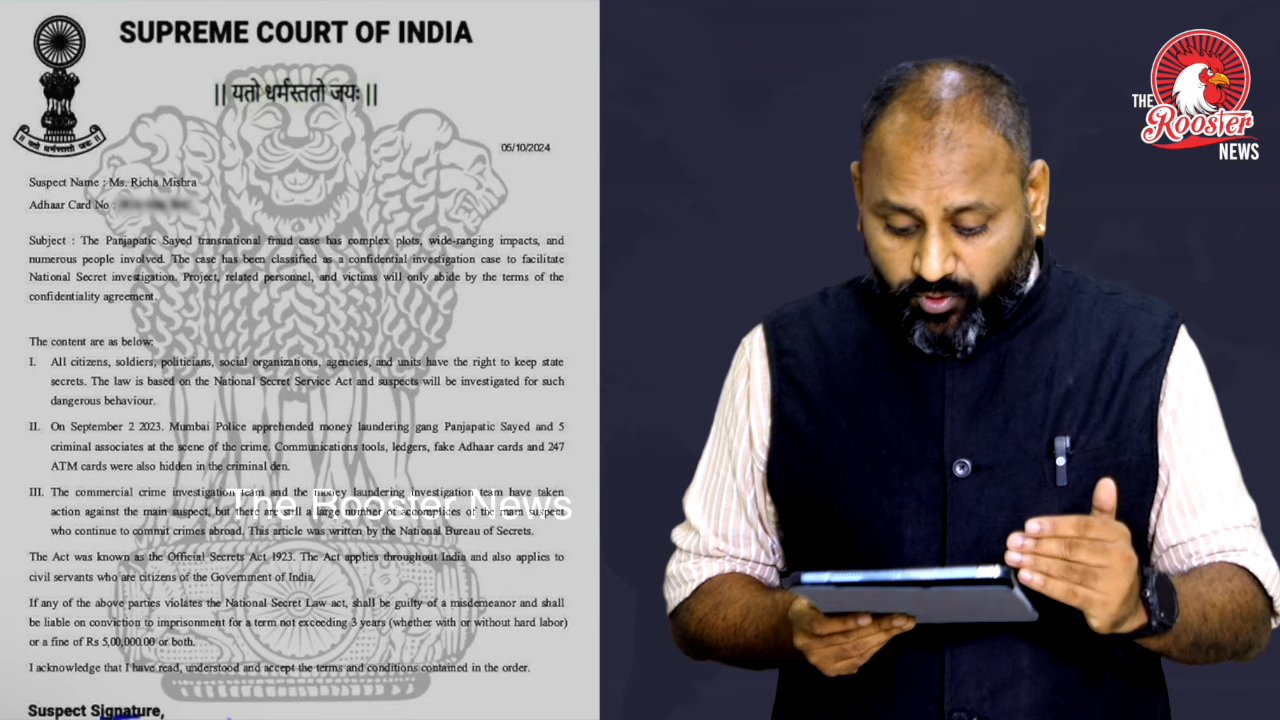 SUPREME COURT OF INDIA
|| यतो धर्मस्ततो जयः ||
यतो धर्मस्ततो जयः
05/10/2024
Suspect Name : Ms. Richa Mishra
Adhaar Card No :
Subject : The Panjapatic Sayed transnational fraud case has complex plots, wide-ranging impacts, and
numerous people involved. The case has been classified as a confidential investigation case to facilitate
National Secret investigation. Project, related personnel, and victims will only abide by the terms of the
confidentiality agreement.
The content are as below;
I. All citizens, soldiers, politicians, social organizations, agencies, and units have the right to keep state
secrets. The law is based on the National Secret Service Act and suspects will be investigated for such
dangerous behaviour.
II. On September 2 2023. Mumbai Police apprehended money laundering gang Panjapatic Sayed and 5
criminal associates at the scene of the crime. Communications tools, ledgers, fake Adhaar cards and 247
ATM cards were also hidden in the criminal den.
III. The commercial crime investigation team and the money laundering investigation team have taken
action against the main suspect, but there are still a large number of accomplices of the main suspect
who continue to commit crimes abroad. This article was written by the National Bureau of Secrets.
The Rooster News
The Act was known as the Official Secrets Act 1923. The Act applies throughout India and also applies to
civil servants who are citizens of the Government of India.
If any of the above parties violates the National Secret Law act, shall be guilty of a misdemeanor and shall
be liable on conviction to imprisonment for a term not exceeding 3 years (whether with or without hard labor)
or a fine of Rs 5,00,000.00 or both.
I acknowledge that I have read, understood and accept the terms and conditions contained in the order.
Suspect Signature,
THE
Rooster
NEWS